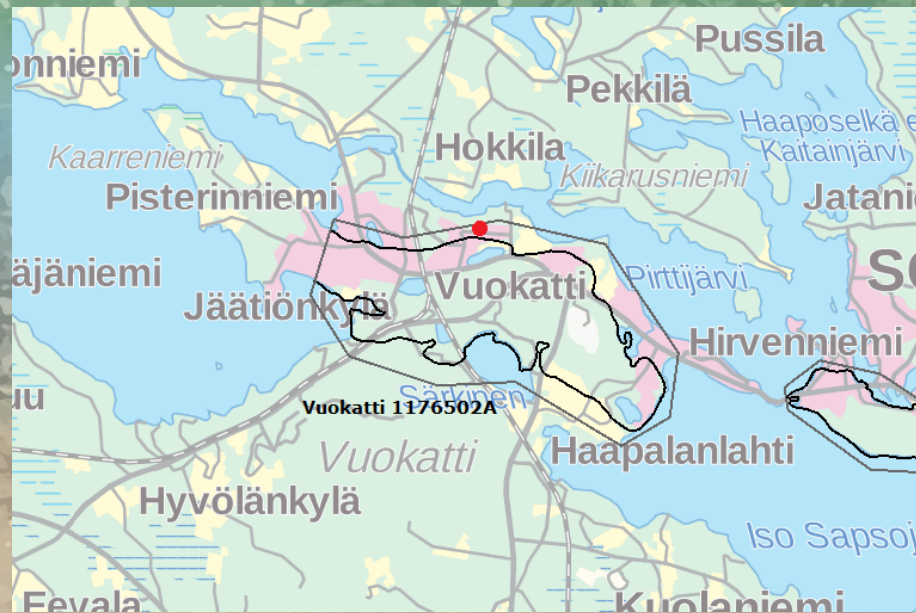 Pussila
onniemi
Pekkilä
Haaposelkä e
Kaitainjärvi
Hokkila
Kaarreniemi
Kiikarusniemi
Pisterinniemi
Jatani
äjäniemi
Pirttijärvi
Vuokatti
Jäätiönkylä
Hirvenniemi
uu
Särkinen
Vuokatti 1176502A
Vuokatti
Haapalanlahti
Hyvölänkylä
Iso Sapsoj
Eevala
Kuolaniemi